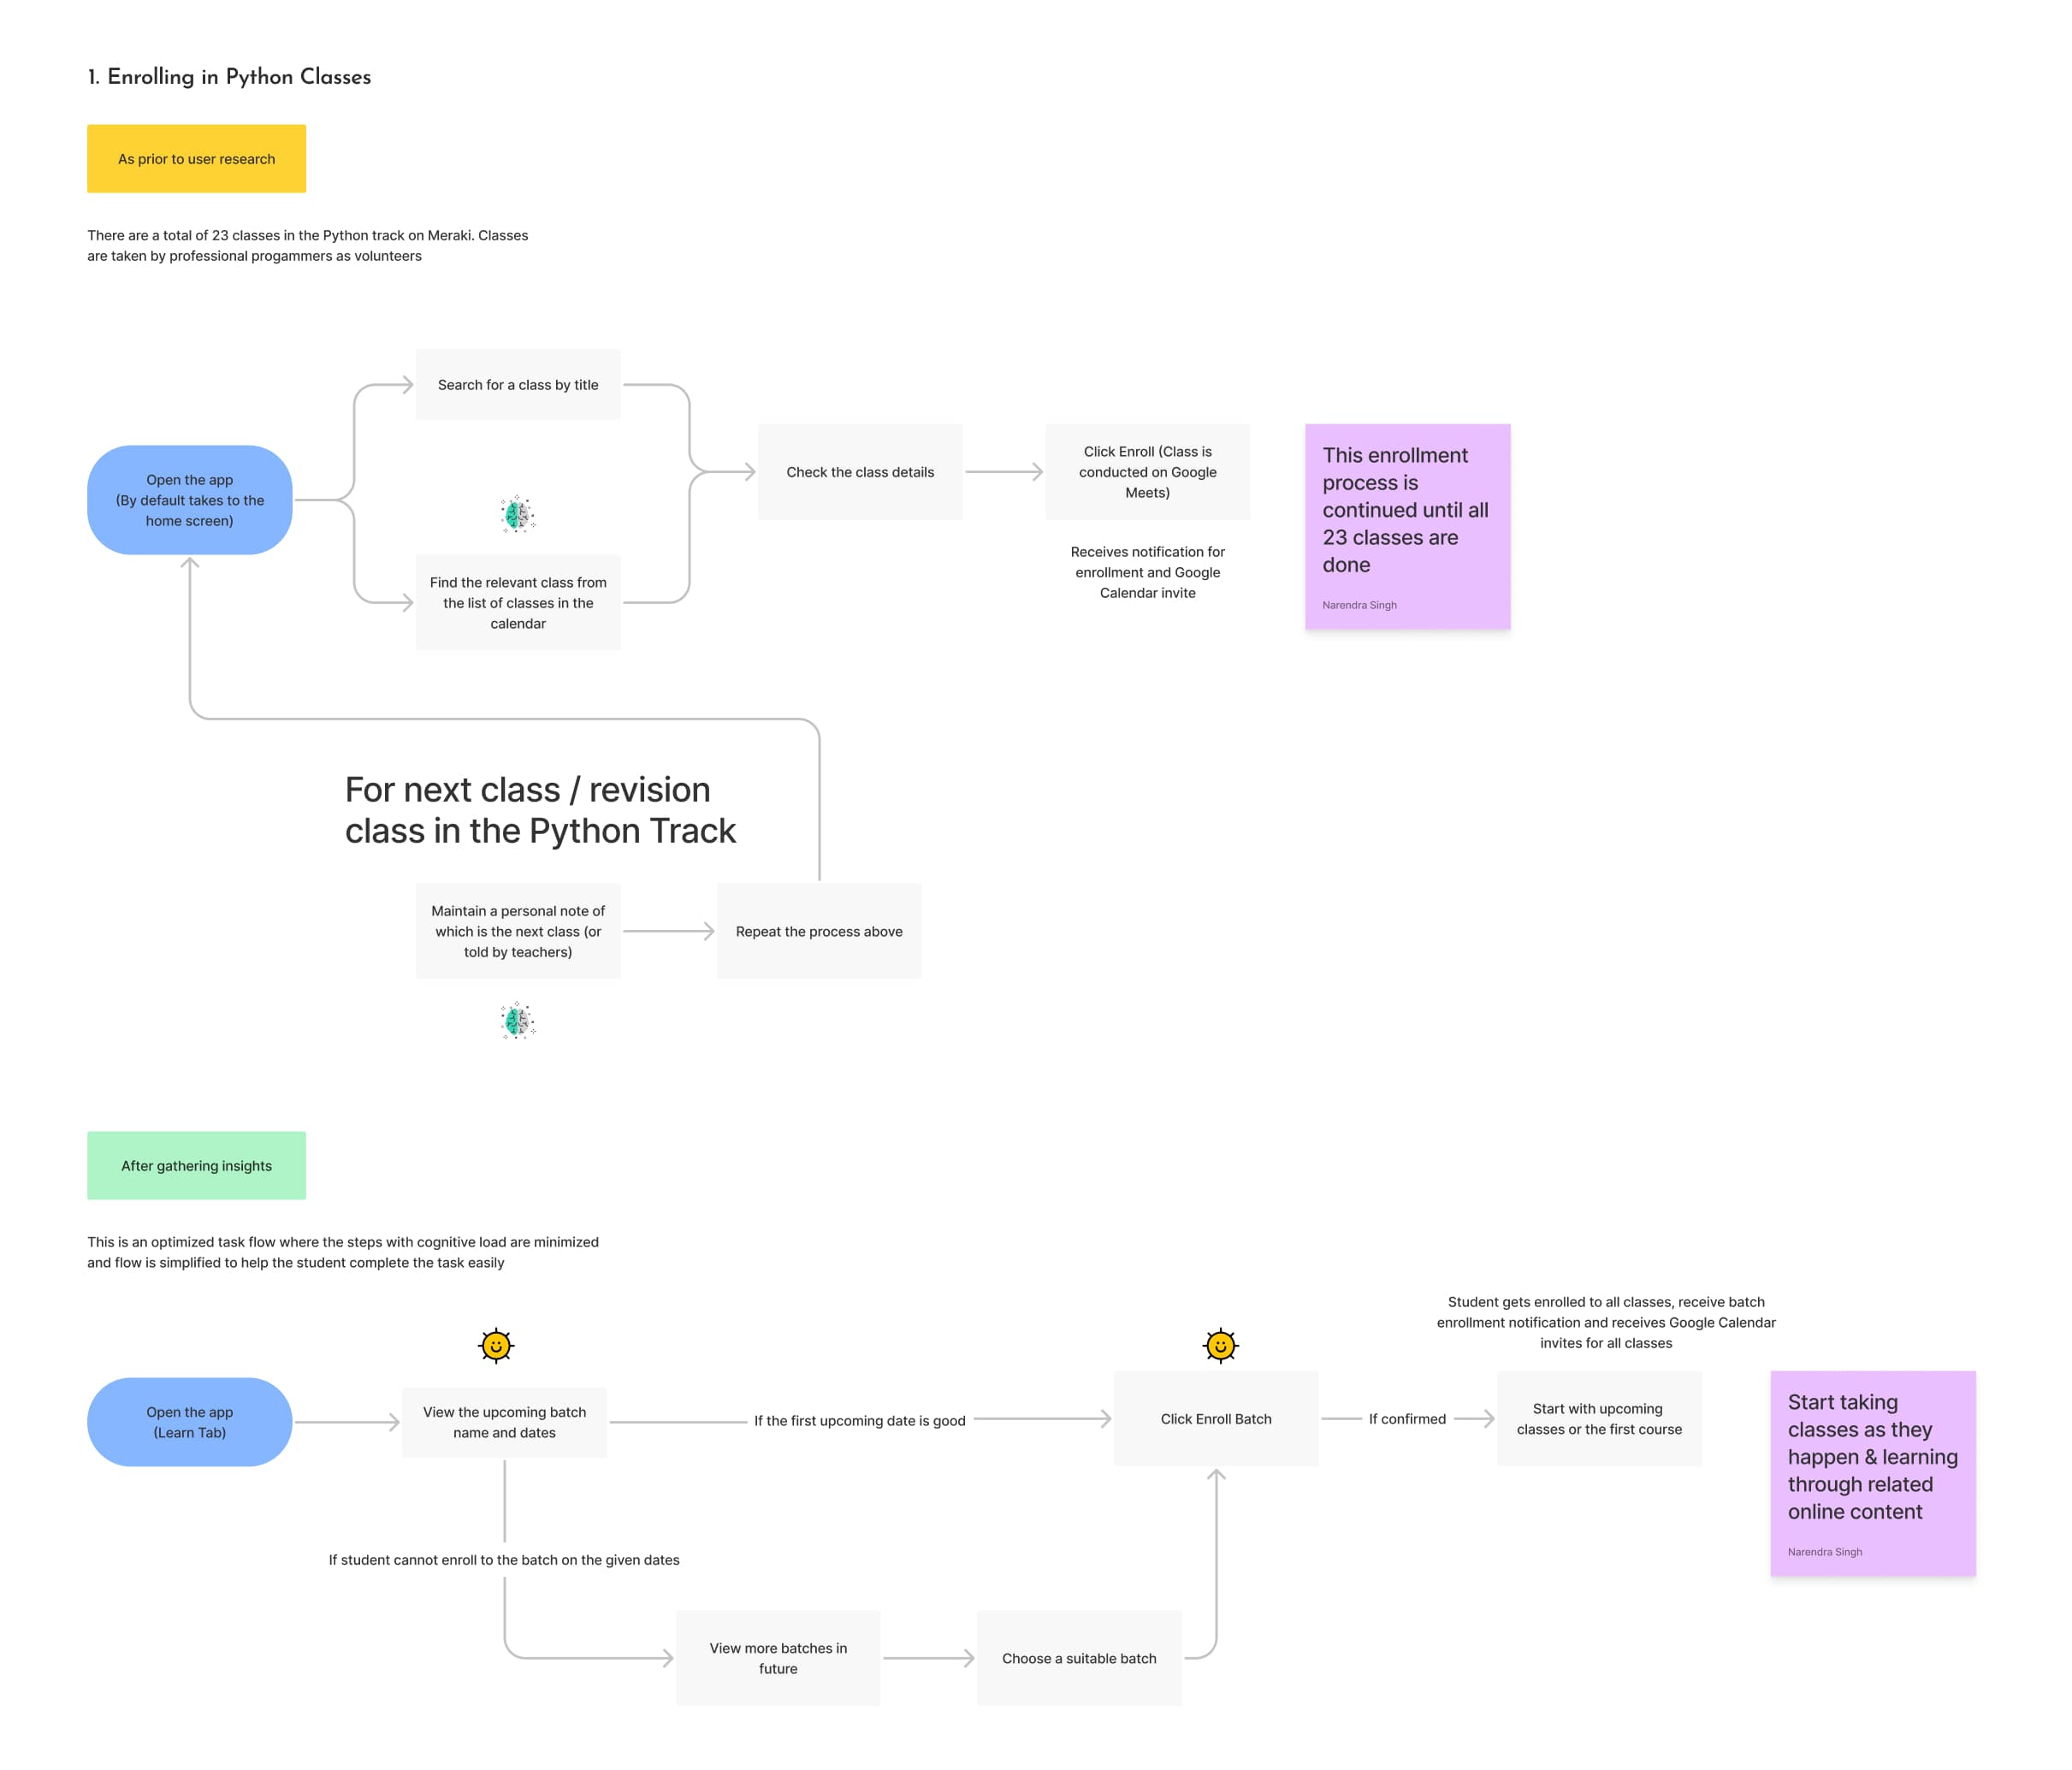 1. Enrolling in Python Classes
As prior to user research
There are a total of 23 classes in the Python track on Meraki. Classes
are taken by professional progammers as volunteers
Search for a class by title
Open the app
(By default takes to the
home screen)
Find the relevant class from
the list of classes in the
calendar
Check the class details
Click Enroll (Class is
conducted on Google
Meets)
Receives notification for
enrollment and Google
Calendar invite
This enrollment
process is
continued until all
23 classes are
done
Narendra Singh
For next class / revision
class in the Python Track
Maintain a personal note of
which is the next class (or
told by teachers)
Repeat the process above
After gathering insights
This is an optimized task flow where the steps with cognitive load are minimized
and flow is simplified to help the student complete the task easily
Open the app
(Learn Tab)
View the upcoming batch
name and dates
If the first upcoming date is good
Click Enroll Batch
If confirmed
Student gets enrolled to all classes, receive batch
enrollment notification and receives Google Calendar
invites for all classes
Start with upcoming
classes or the first course
Start taking
classes as they
happen & learning
through related
online content
Narendra Singh
If student cannot enroll to the batch on the given dates
View more batches in
future
Choose a suitable batch